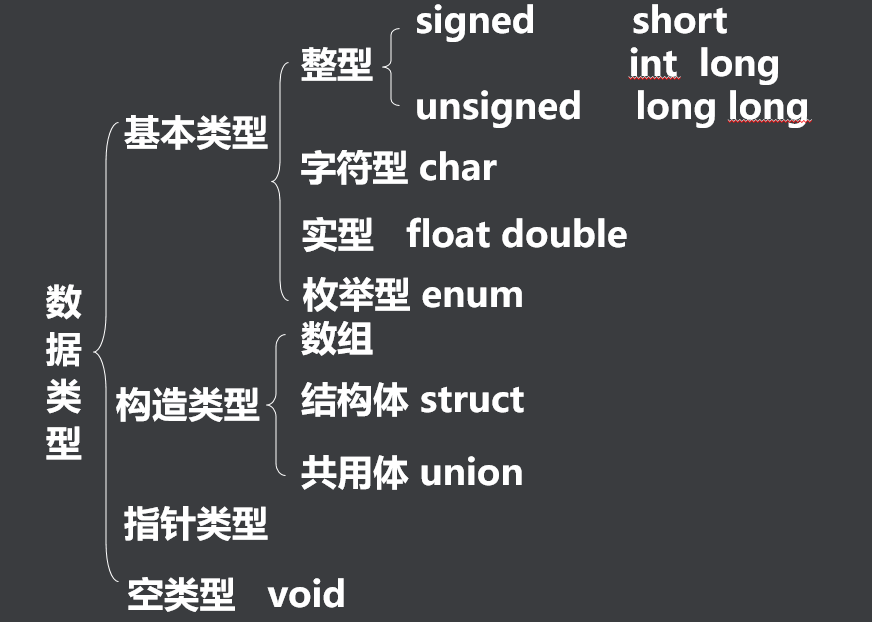 数据类型
基本类型
整型
signed short
int long
unsigned long long
字符型 char
实型 float double
枚举型 enum
构造类型
数组
结构体 struct
共用体 union
指针类型
空类型 void